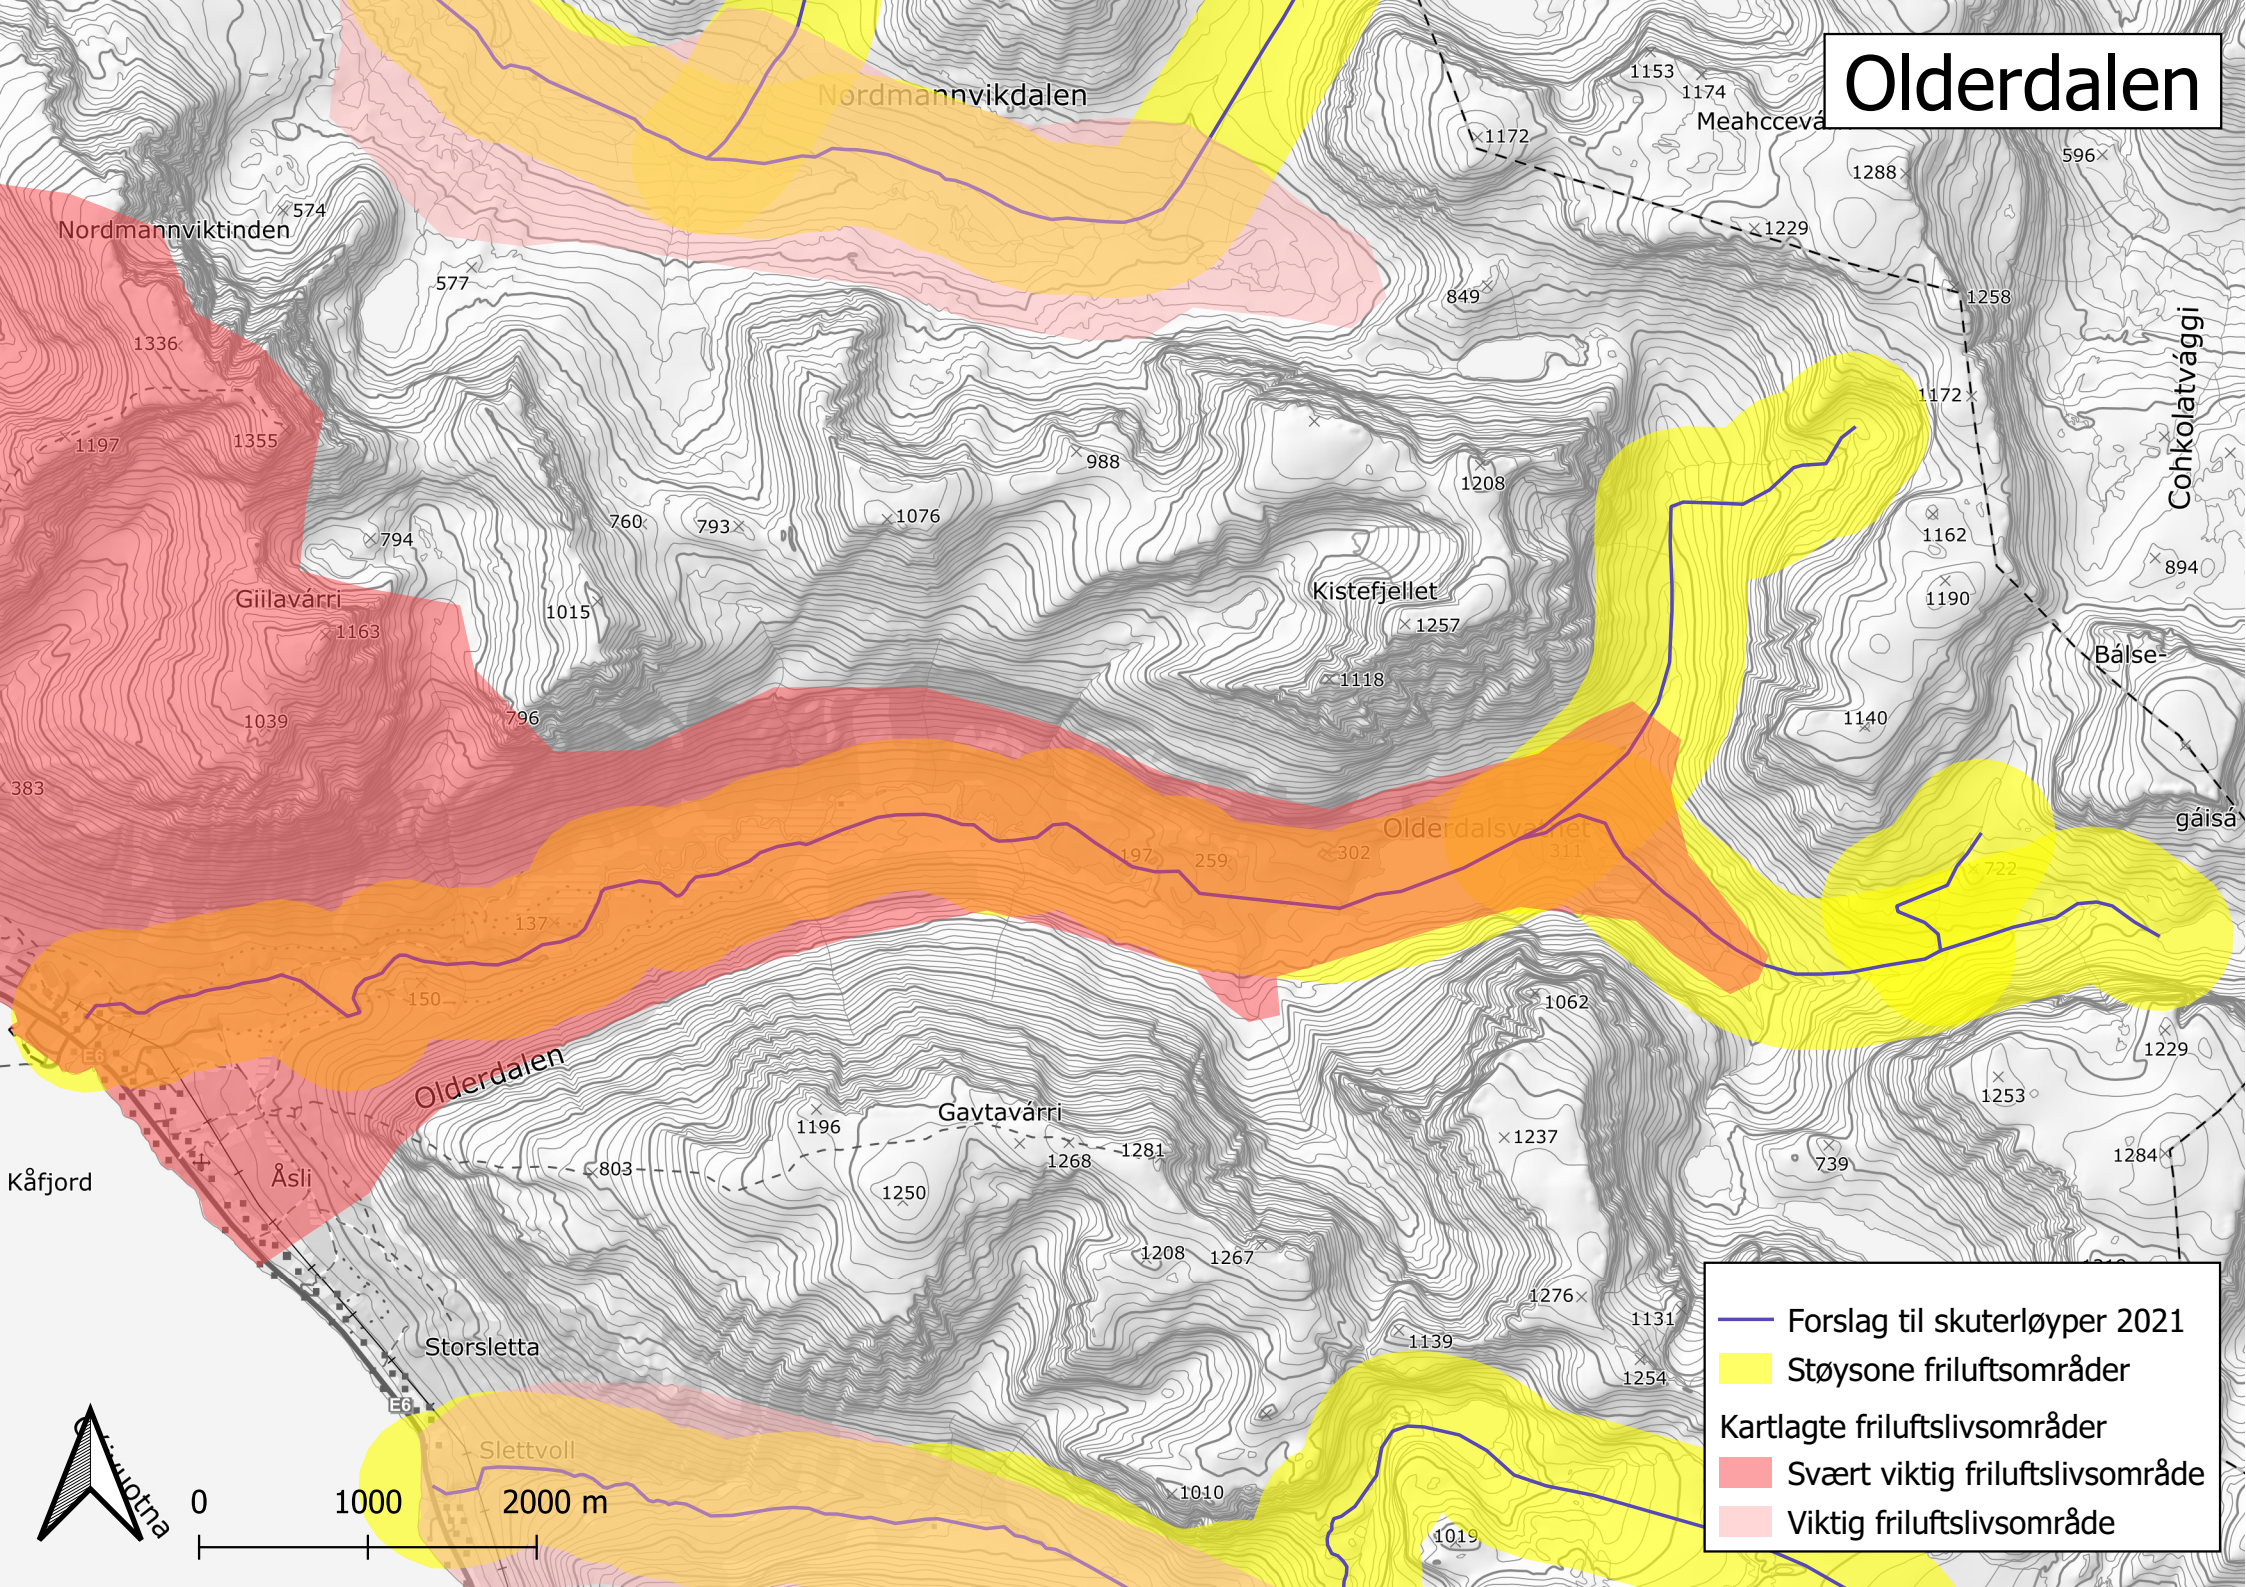 Olderdalen
Nordmannvikdalen
1153
1174
1172
1288
596
574
Nordmannviktinden
1229
577
849
1258
Cohkolatvággi
1336
1172
1197
1355
988
1208
760
793
1076
794
1162
894
Giilavárri
1015
Kistefjellet
1190
1163
1257
Bálse-
1118
1039
796
1140
383
gáisá
Olderdalsvatnet
197
259
302
311
722
137
150
1062
E6
Olderdalen
1229
1253
Gavtavárri
1196
1237
1268
1281
739
1284
803
Kåfjord
Åsli
1250
1208
1267
1276
1131
1139
Storsletta
1254
E6
Slettvoll
1010
1019
0
1000
2000 m
Forslag til skuterløyper 2021
Støysone friluftsområder
Kartlagte friluftslivsområder
Svært viktig friluftslivsområde
Viktig friluftslivsområde